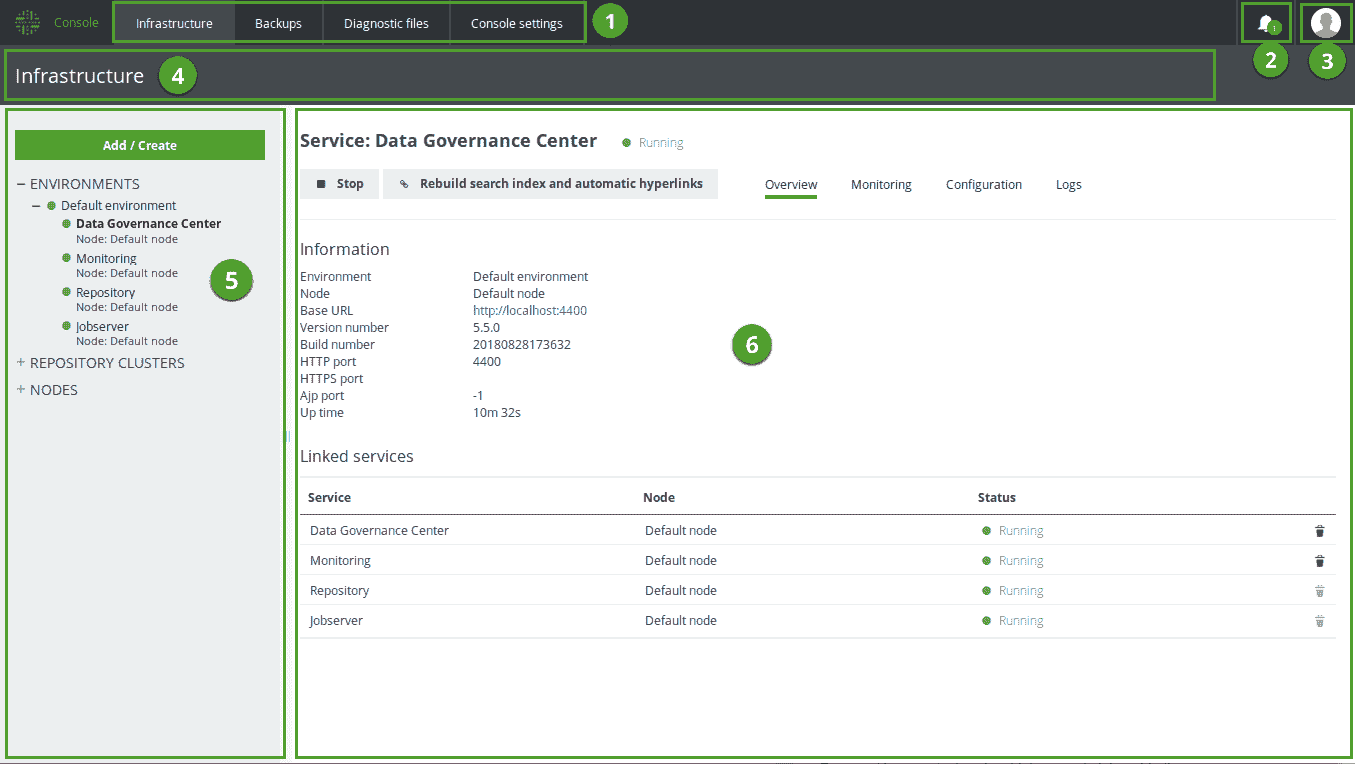 Console
Infrastructure Backups Diagnostic files Console settings 1
2 3
Infrastructure 4
Add / Create
− ENVIRONMENTS
− Default environment
Data Governance Center
Node: Default node
Monitoring
Node: Default node
Repository
Node: Default node
Jobserver
Node: Default node
+ REPOSITORY CLUSTERS
+ NODES
5
Service: Data Governance Center Running
Stop Rebuild search index and automatic hyperlinks Overview Monitoring Configuration Logs
Information
Environment Default environment
Node Default node
Base URL http://localhost:4400
Version number 5.5.0
Build number 20180828173632
HTTP port 4400
HTTPS port
Ajp port -1
Up time 10m 32s
6
Linked services
Service Node Status
Data Governance Center Default node Running
Monitoring Default node Running
Repository Default node Running
Jobserver Default node Running